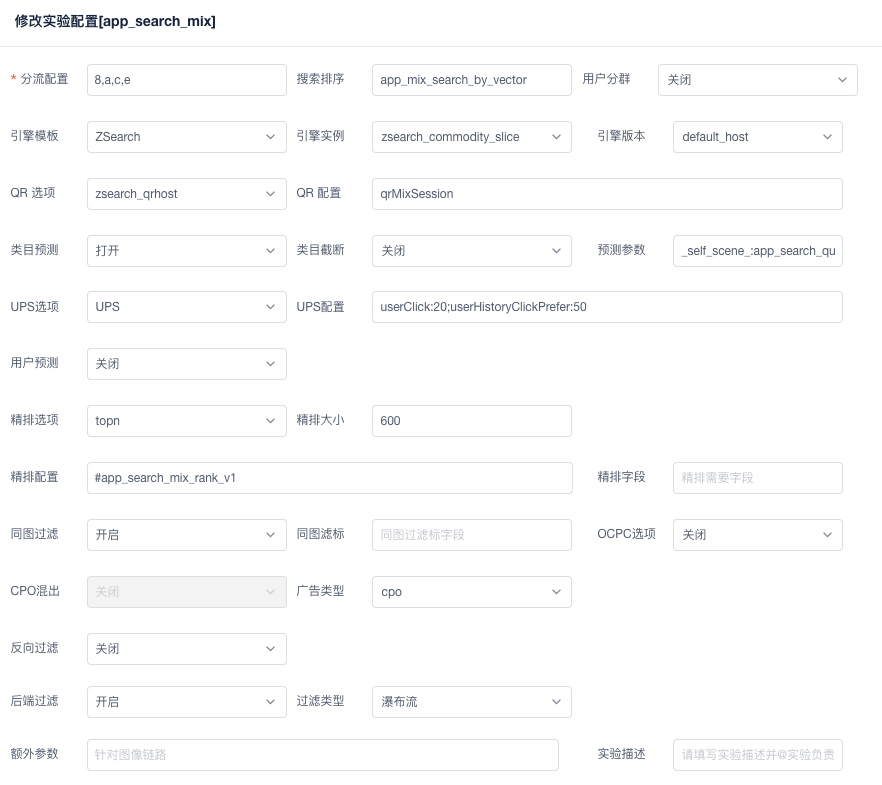 修改实验配置[app_search_mix]
* 分流配置 8,a,c,e 搜索排序 app_mix_search_by_vector 用户分群 关闭
引擎模板 ZSearch 引擎实例 zsearch_commodity_slice 引擎版本 default_host
QR 选项 zsearch_qrhost QR 配置 qrMixSession
类目预测 打开 类目截断 关闭 预测参数 _self_scene_:app_search_qu
UPS选项 UPS UPS配置 userClick:20;userHistoryClickPrefer:50
用户预测 关闭
精排选项 topn 精排大小 600
精排配置 #app_search_mix_rank_v1 精排字段 精排需要字段
同图过滤 开启 同图滤标 同图过滤标字段 OCPC选项 关闭
CPO混出 关闭 广告类型 cpo
反向过滤 关闭
后端过滤 开启 过滤类型 瀑布流
额外参数 针对图像链路 实验描述 请填写实验描述并@实验负责